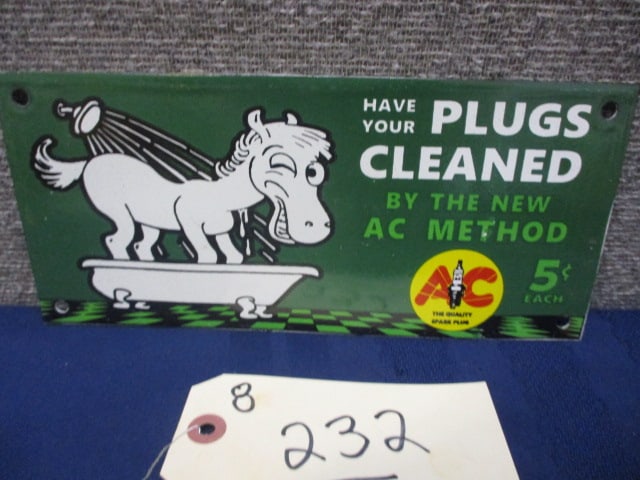 HAVE YOUR PLUGS
CLEANED
BY THE NEW
AC METHOD
AC
THE QUALITY
SPARK PLUG
5¢
EACH
8
232